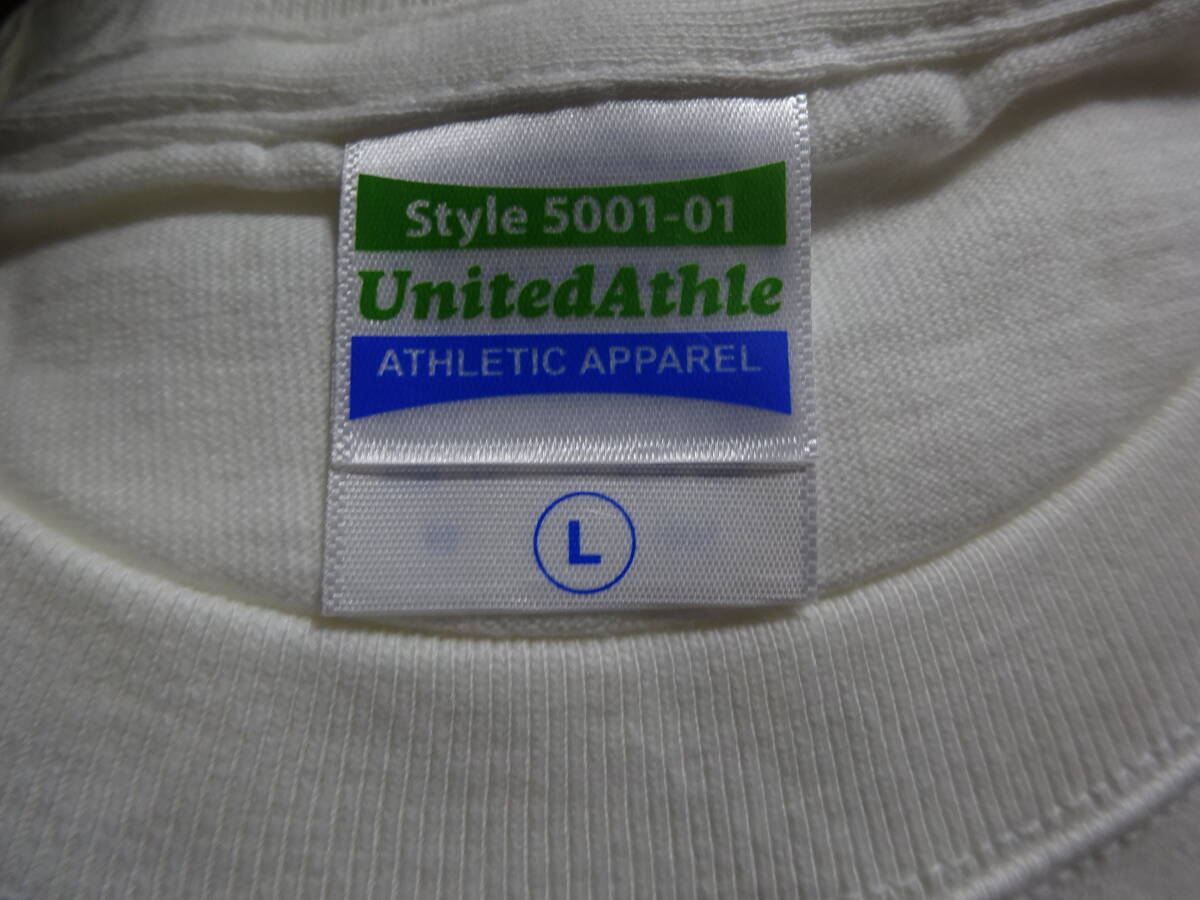 Style 5001-01
UnitedAthle
ATHLETIC APPAREL
L